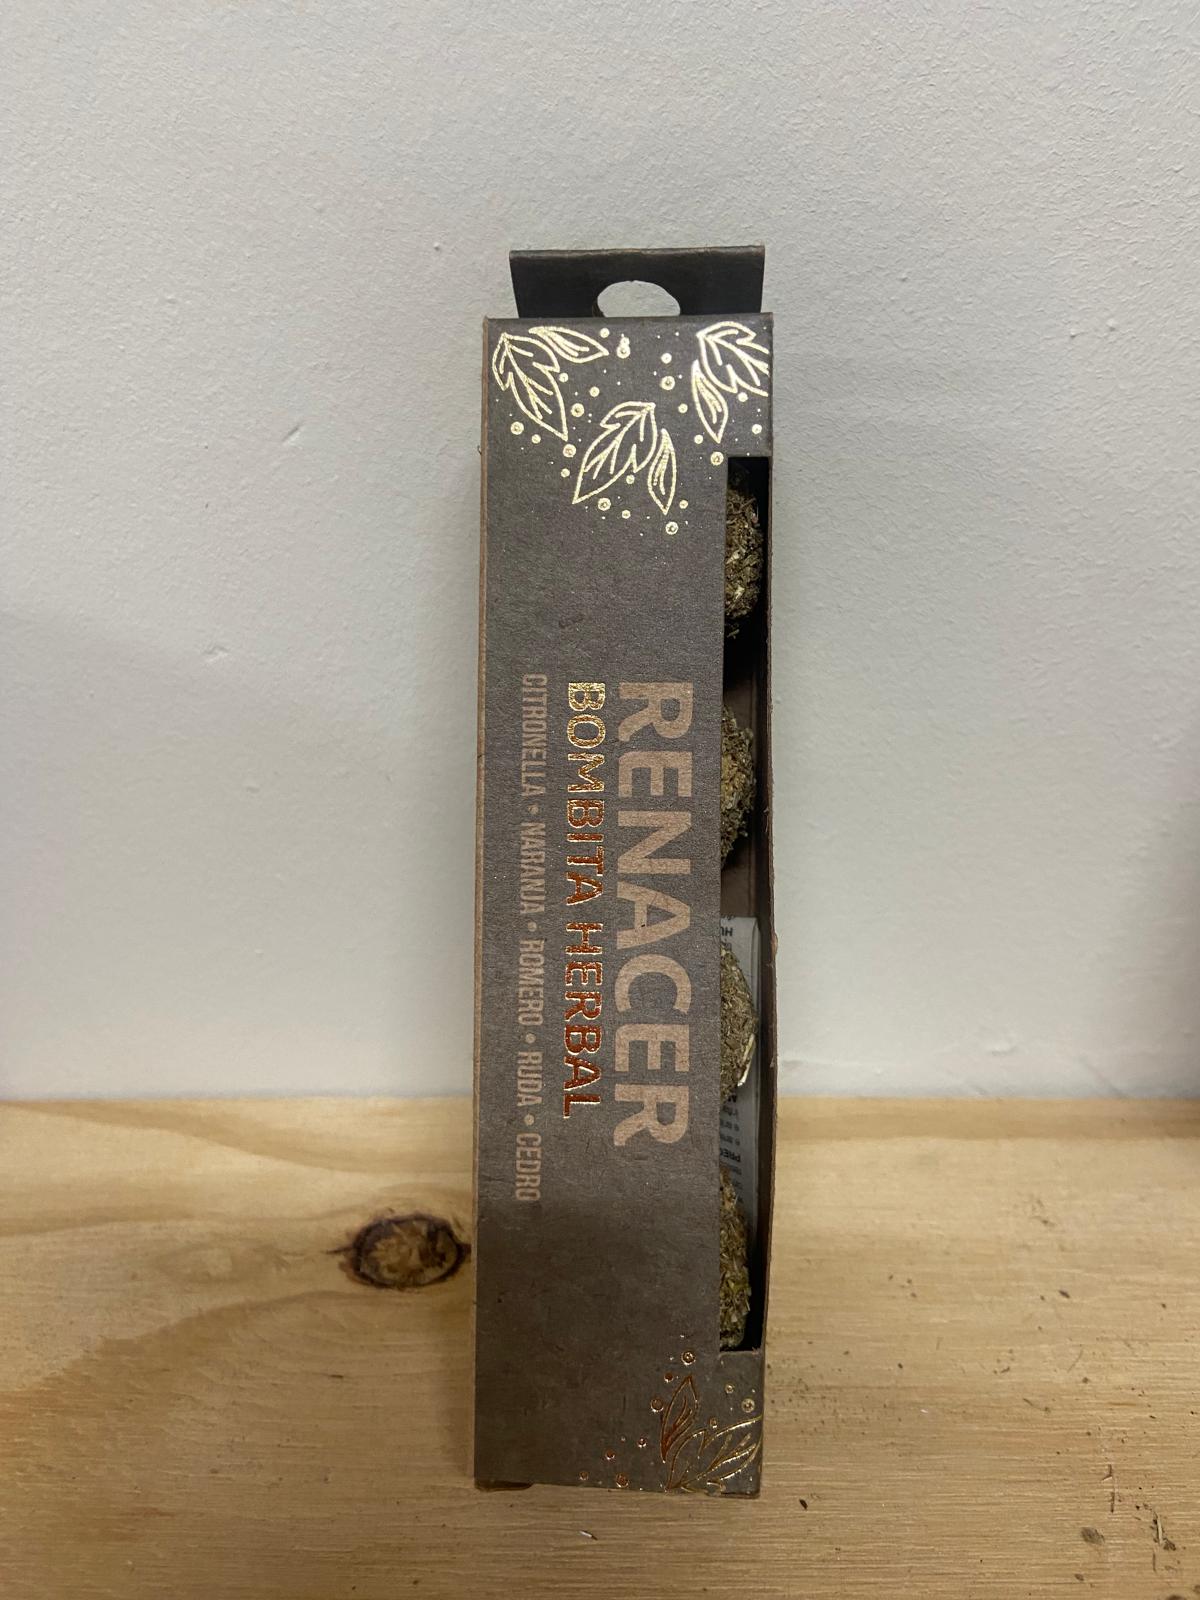 RENACER
BOMBITA HERBAL
CITRONELLA • NARANJA • ROMERO • RUDA • CEDRO